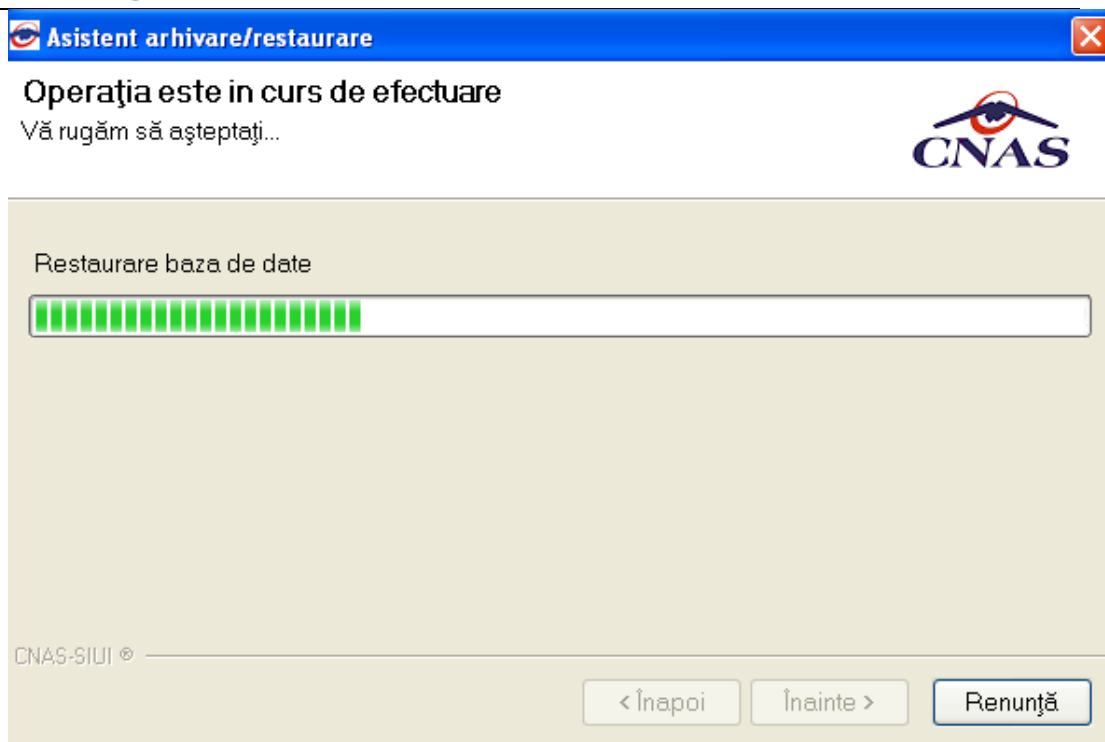 Asistent arhivare/restaurare
Operaţia este in curs de efectuare
Vă rugăm să aşteptaţi...
CNAS
Restaurare baza de date
CNAS-SIUI ®
< Înapoi
Înainte >
Renunţă